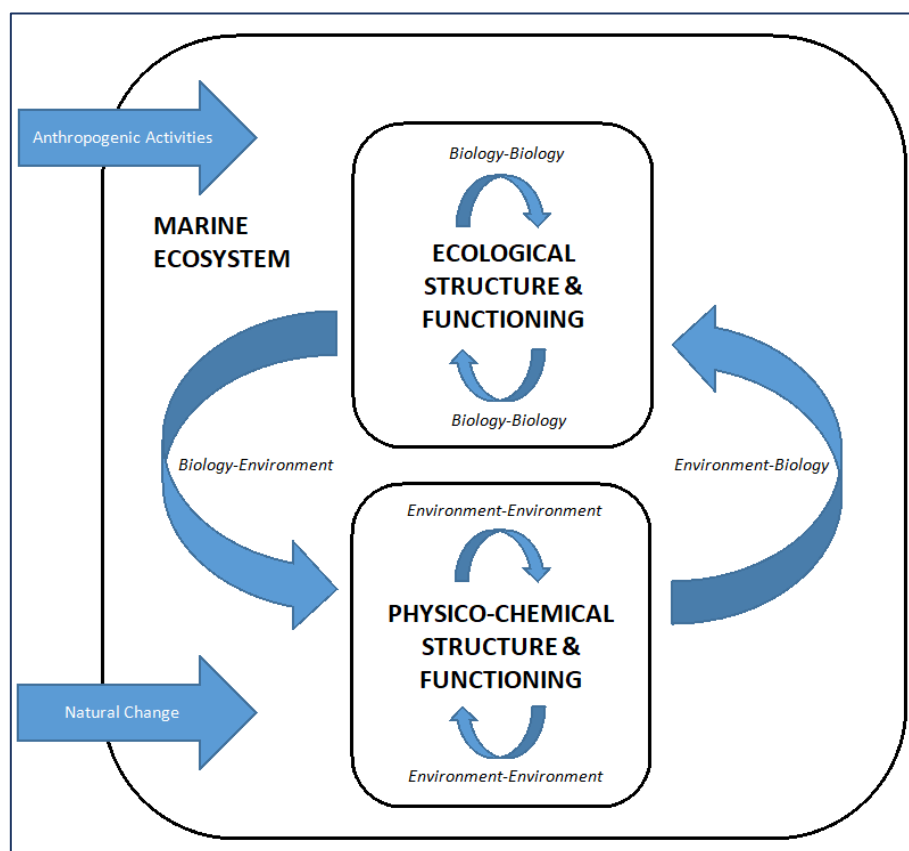 Anthropogenic Activities
MARINE
ECOSYSTEM
Biology-Biology
ECOLOGICAL
STRUCTURE &
FUNCTIONING
Biology-Biology
Biology-Environment
Environment-Biology
Environment-Environment
PHYSICO-CHEMICAL
STRUCTURE &
FUNCTIONING
Environment-Environment
Natural Change